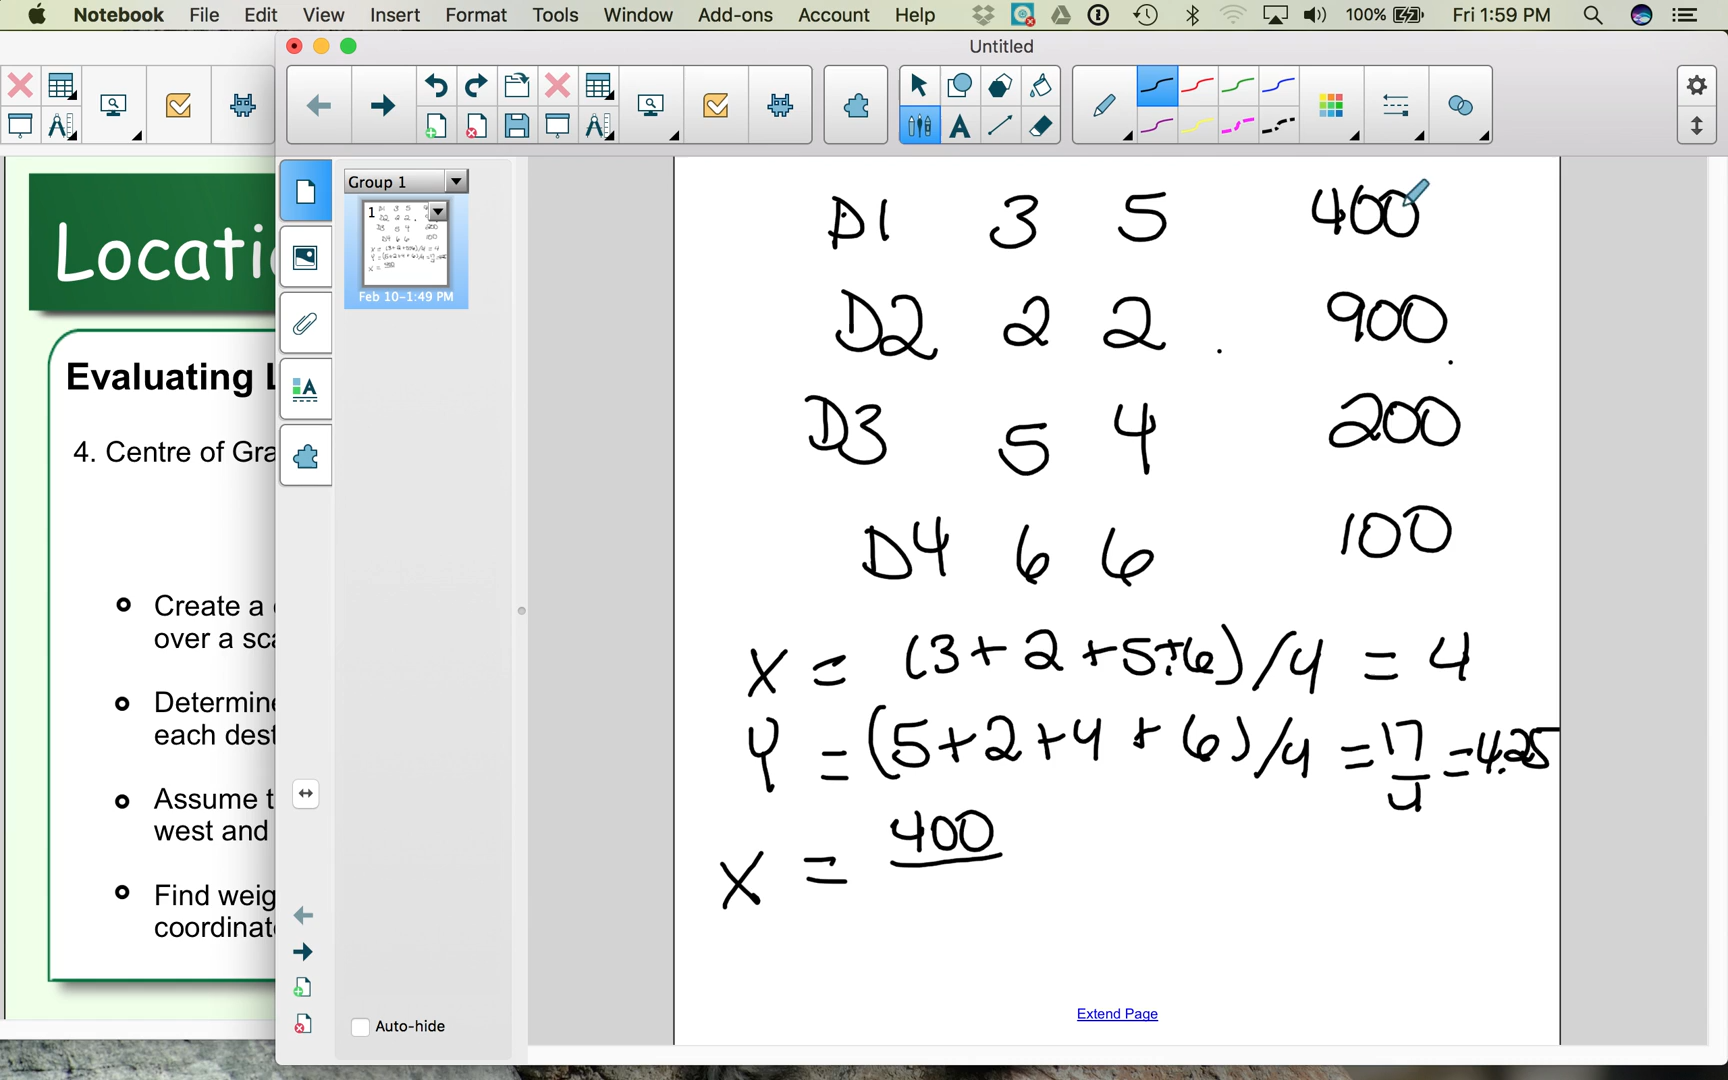 Notebook File Edit View Insert Format Tools Window Add-ons Account Help 100% Fri 1:59 PM
Untitled
Group 1
1
Feb 10-1:49 PM
Auto-hide
Locati
Evaluating L
4. Centre of Gra
Create a
over a sca
Determine
each dest
Assume t
west and
Find weig
coordinate
D1 3 5 400
D2 2 2 . 900
D3 5 4 200
D4 6 6 100
X = (3+2+5+6)/4 = 4
Y = (5+2+4+6)/4 = 17/4 = 4.25
X = 400
Extend Page